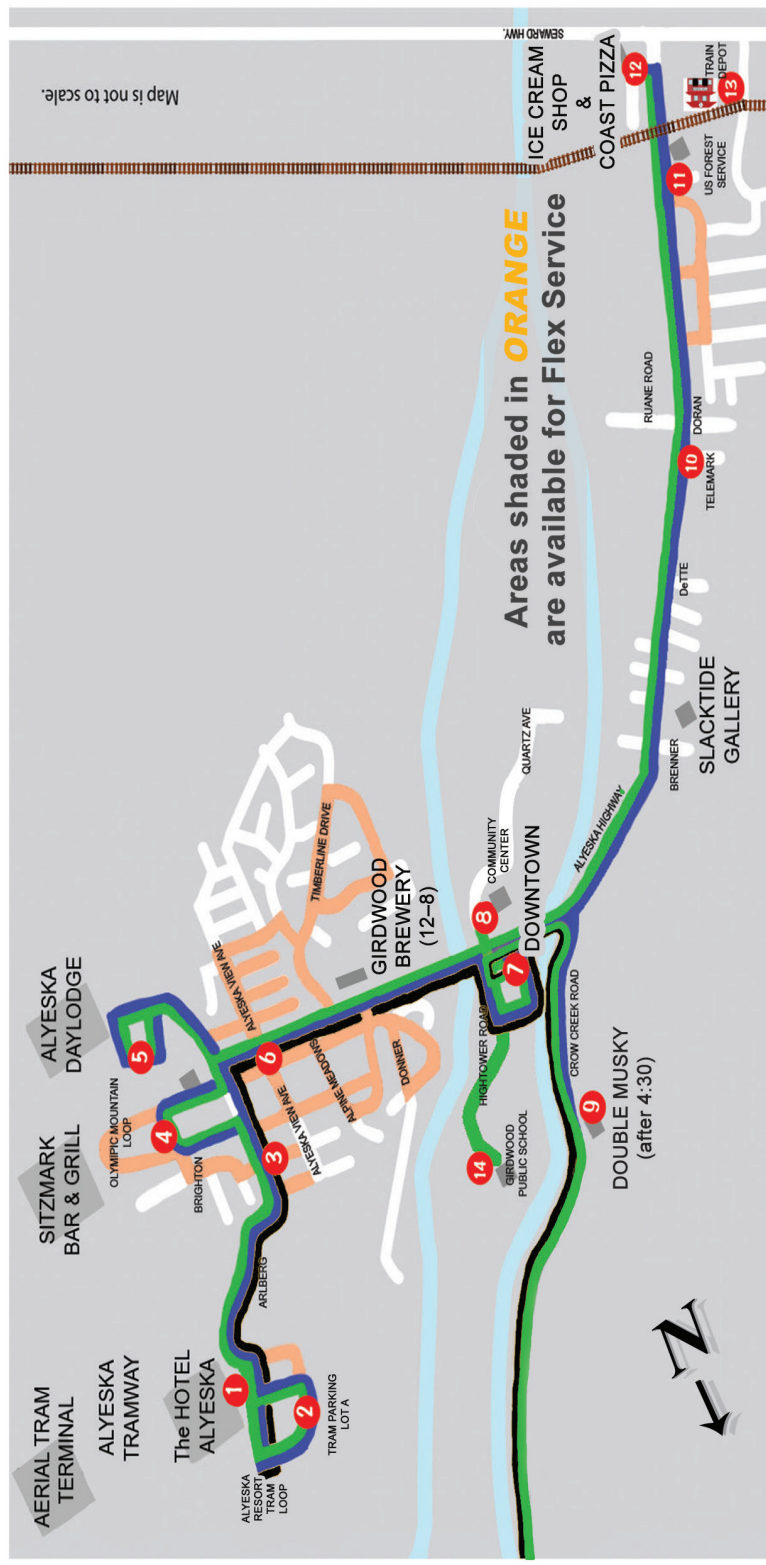 SEWARD HWY.
Map is not to scale.
ICE CREAM
SHOP
&
COAST PIZZA
12
TRAIN
DEPOT
13
11
US FOREST
SERVICE
Areas shaded in ORANGE
are available for Flex Service
RUANE ROAD
DORAN
10
TELEMARK
DeTTE
SLACKTIDE
GALLERY
BRENNER
ALYESKA HIGHWAY
QUARTZ AVE
COMMUNITY
CENTER
8
DOWNTOWN
7
TIMBERLINE DRIVE
GIRDWOOD
BREWERY
(12–8)
ALYESKA VIEW AVE
ALYESKA
DAYLODGE
5
6
HIGHTOWER ROAD
CROW CREEK ROAD
9
DOUBLE MUSKY
(after 4:30)
14
GIRDWOOD
PUBLIC SCHOOL
DONNER
ALPINE MEADOWS
ALYESKA VIEW AVE
3
4
OLYMIPIC MOUNTAIN
LOOP
BRIGHTON
SITZMARK
BAR & GRILL
ARLBERG
1
The HOTEL
ALYESKA
2
TRAM PARKING
LOT A
ALYESKA
TRAMWAY
ALYESKA
RESORT
TRAM
LOOP
AERIAL TRAM
TERMINAL
N